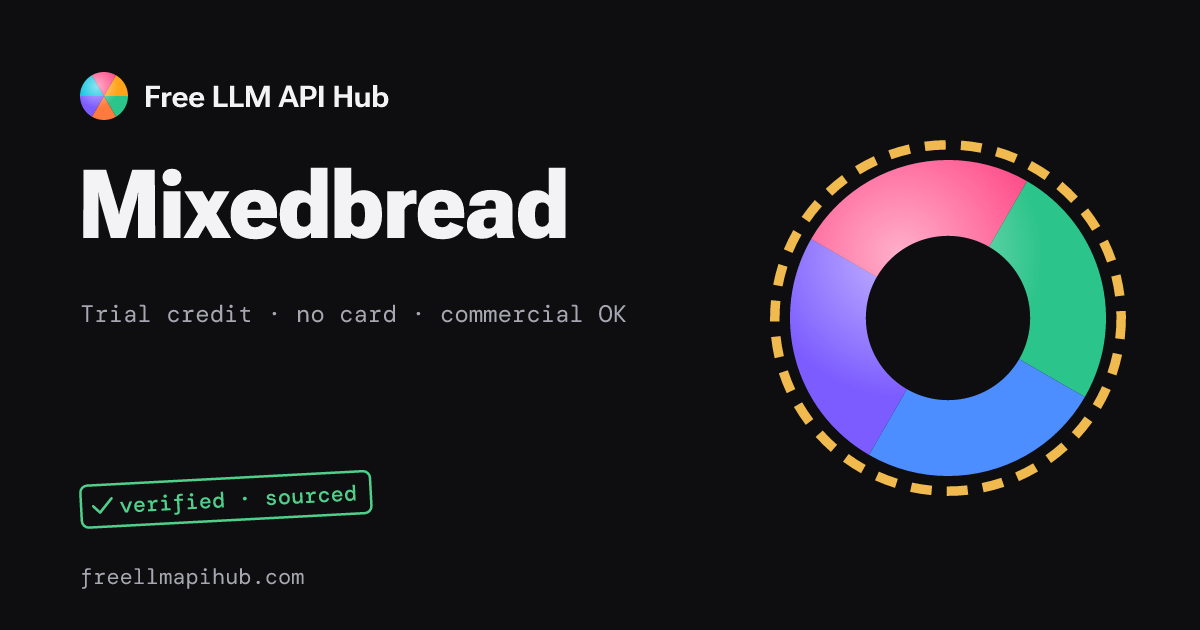 Free LLM API Hub
Mixedbread
Trial credit · no card · commercial OK
verified · sourced
freellmapihub.com